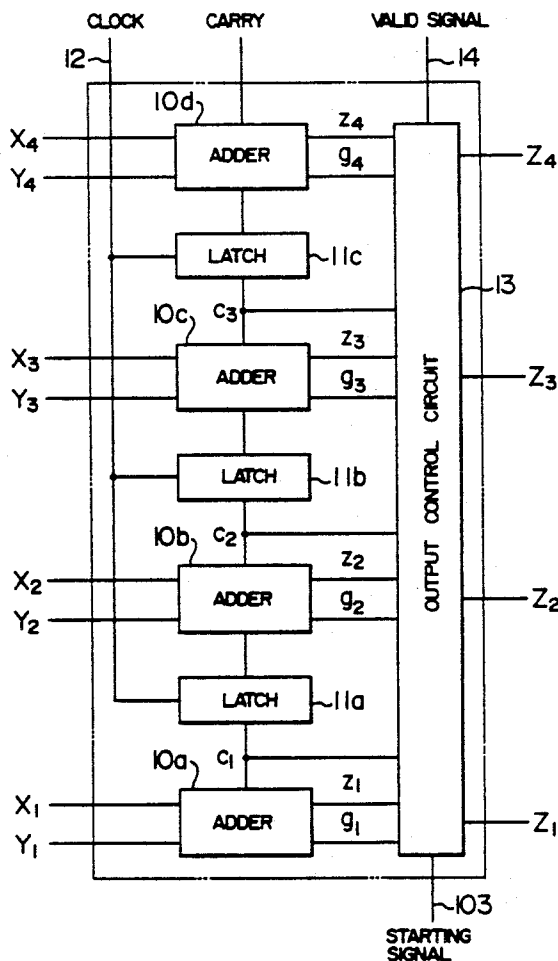 CLOCK CARRY VALID SIGNAL
12 14
10d
X4 ADDER z4 Z4
Y4 g4
LATCH 11c
13
10c c3
X3 ADDER z3 Z3
Y3 g3
OUTPUT CONTROL CIRCUIT
LATCH 11b
10b c2
X2 ADDER z2 Z2
Y2 g2
LATCH 11a
10a c1
X1 ADDER z1 Z1
Y1 g1
103
STARTING
SIGNAL